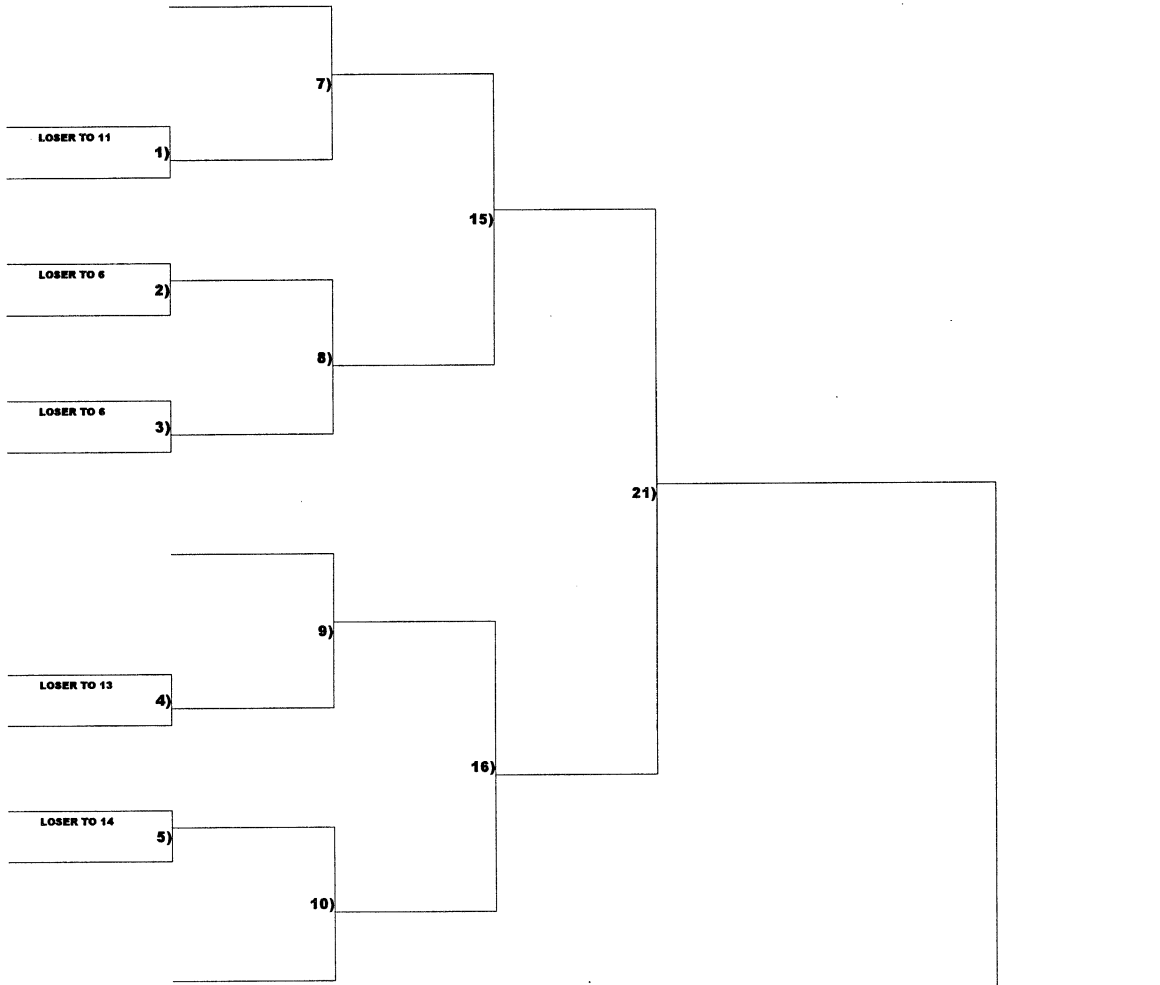 7)
LOSER TO 11
1)
15)
LOSER TO 6
2)
8)
LOSER TO 6
3)
21)
9)
LOSER TO 13
4)
16)
LOSER TO 14
5)
10)